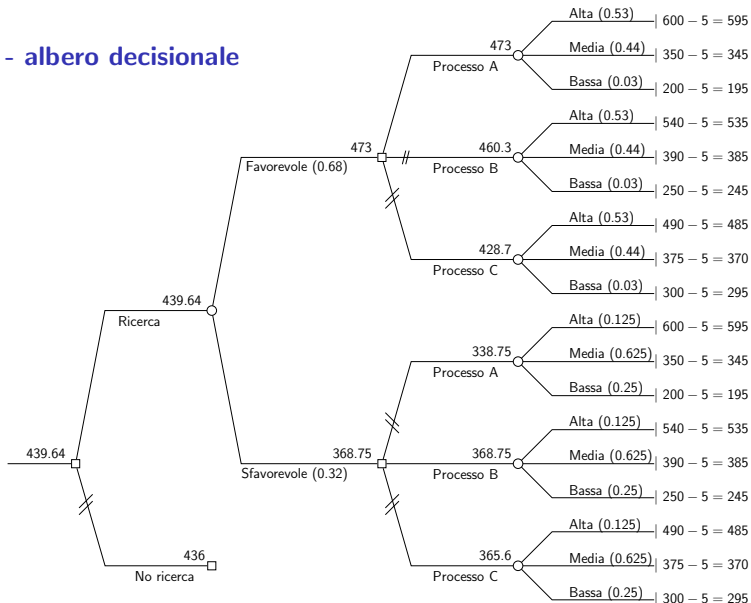 - albero decisionale
439.64
Ricerca
439.64
No ricerca
436
Favorevole (0.68)
473
Processo A
473
Alta (0.53)
| 600 − 5 = 595
Media (0.44)
| 350 − 5 = 345
Bassa (0.03)
| 200 − 5 = 195
Processo B
460.3
Alta (0.53)
| 540 − 5 = 535
Media (0.44)
| 390 − 5 = 385
Bassa (0.03)
| 250 − 5 = 245
Processo C
428.7
Alta (0.53)
| 490 − 5 = 485
Media (0.44)
| 375 − 5 = 370
Bassa (0.03)
| 300 − 5 = 295
Sfavorevole (0.32)
368.75
Processo A
338.75
Alta (0.125)
| 600 − 5 = 595
Media (0.625)
| 350 − 5 = 345
Bassa (0.25)
| 200 − 5 = 195
Processo B
368.75
Alta (0.125)
| 540 − 5 = 535
Media (0.625)
| 390 − 5 = 385
Bassa (0.25)
| 250 − 5 = 245
Processo C
365.6
Alta (0.125)
| 490 − 5 = 485
Media (0.625)
| 375 − 5 = 370
Bassa (0.25)
| 300 − 5 = 295